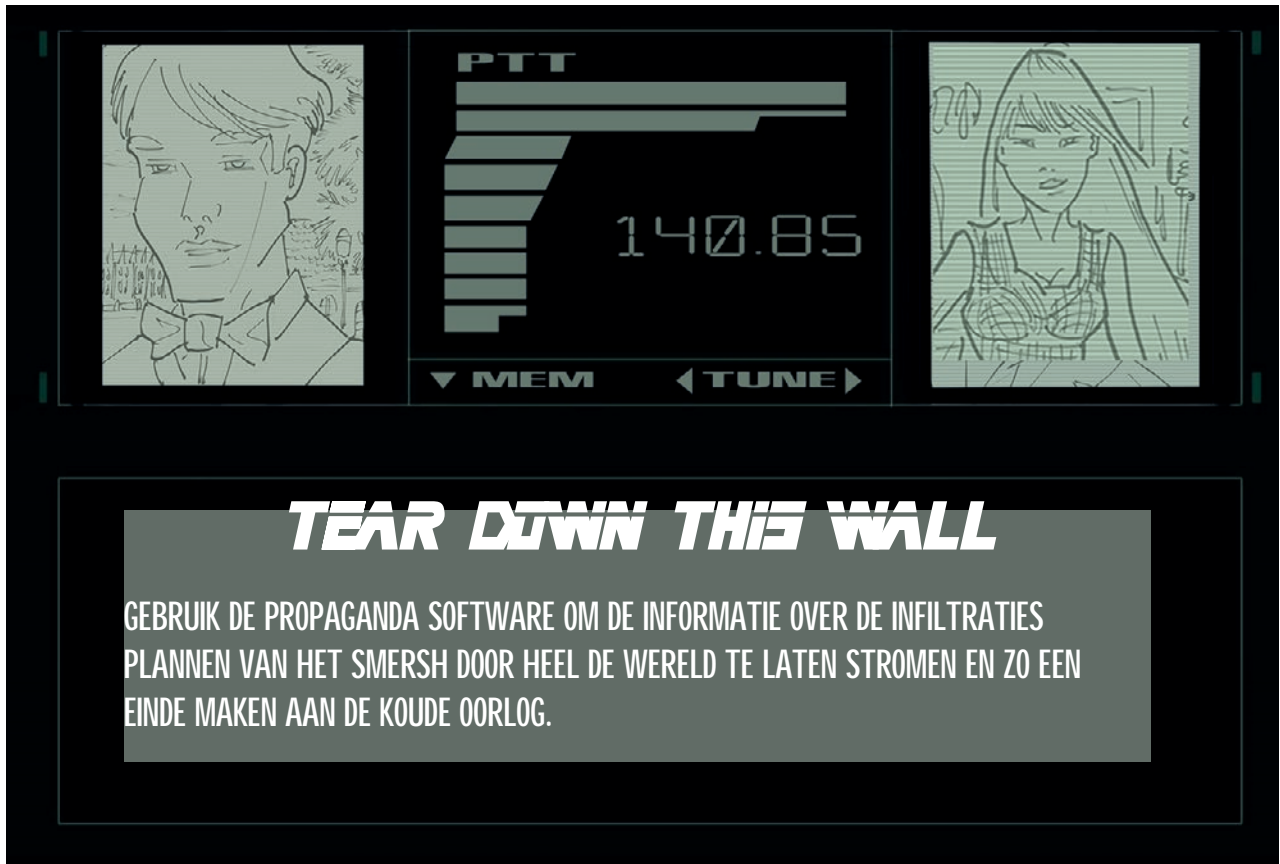 PTT
140.85
MEM TUNE
TEAR DOWN THIS WALL
GEBRUIK DE PROPAGANDA SOFTWARE OM DE INFORMATIE OVER DE INFILTRATIES
PLANNEN VAN HET SMERSH DOOR HEEL DE WERELD TE LATEN STROMEN EN ZO EEN
EINDE MAKEN AAN DE KOUDE OORLOG.